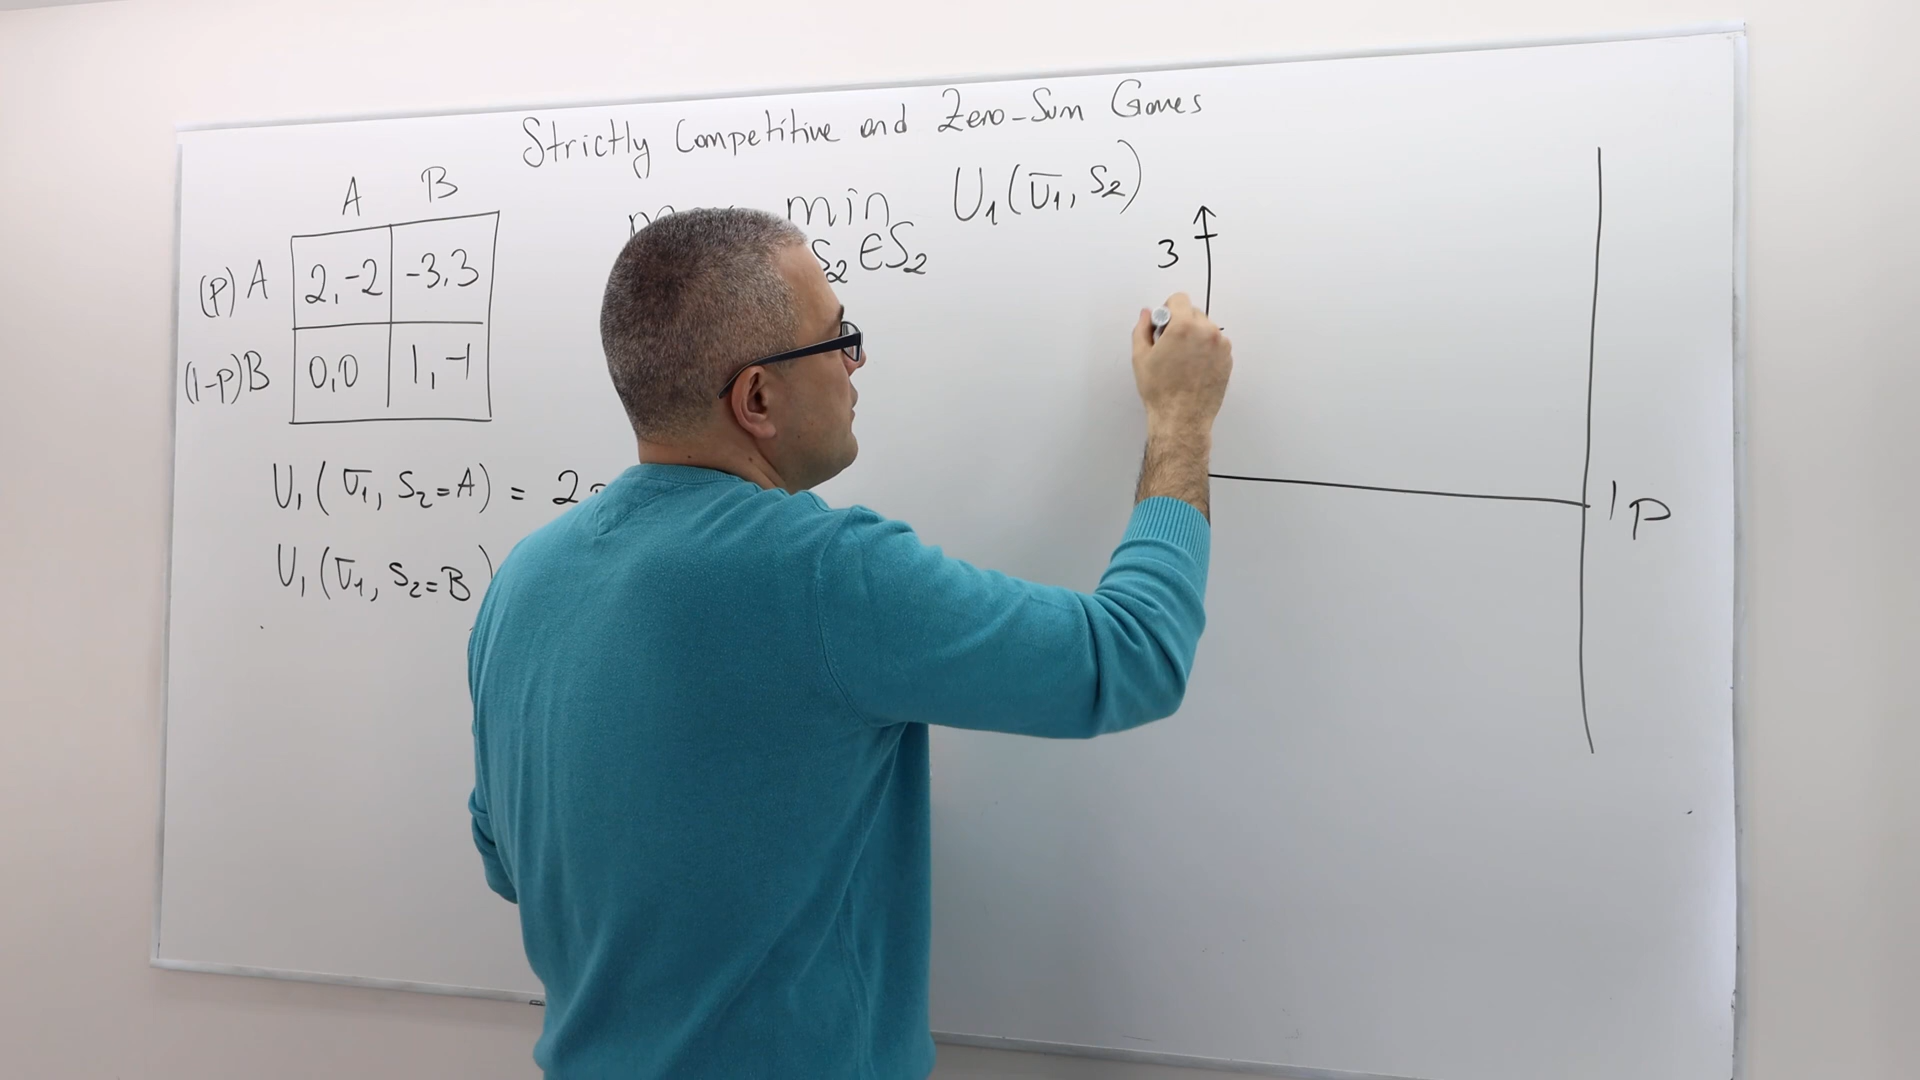 Strictly Competitive and Zero-Sum Games
A B
(p) A 2,-2 -3,3
(1-p) B 0,0 1,-1
min U₁(σ₁, s₂)
s₂∈S₂
U₁(σ₁, s₂=A) = 2
U₁(σ₁, s₂=B)
3
1 p